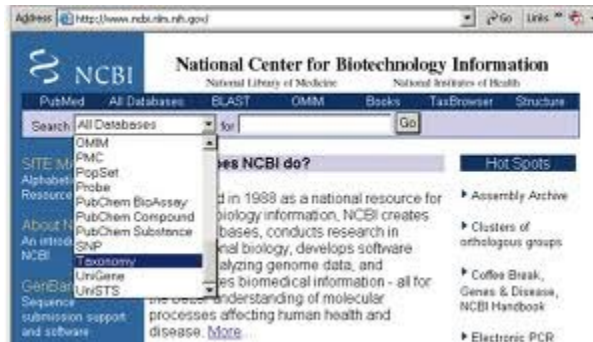 Address http://www.ncbi.nlm.nih.gov/ Go Links »
NCBI
National Center for Biotechnology Information
National Library of Medicine National Institutes of Health
PubMed All Databases BLAST OMIM Books TaxBrowser Structure
Search All Databases for Go
OMIM
PMC
PopSet
Probe
PubChem BioAssay
PubChem Compound
PubChem Substance
SNP
Taxonomy
UniGene
UniSTS
SITE M
Alphabeti
Resource
About N
An introd
NCBI
GenBan
Sequence
submission support
and software
es NCBI do?
d in 1988 as a national resource for
biology information, NCBI creates
bases, conducts research in
nal biology, develops software
alyzing genome data, and
es biomedical information - all for
the better understanding of molecular
processes affecting human health and
disease. More...
Hot Spots
Assembly Archive
Clusters of
orthologous groups
Coffee Break,
Genes & Disease,
NCBI Handbook
Electronic PCR